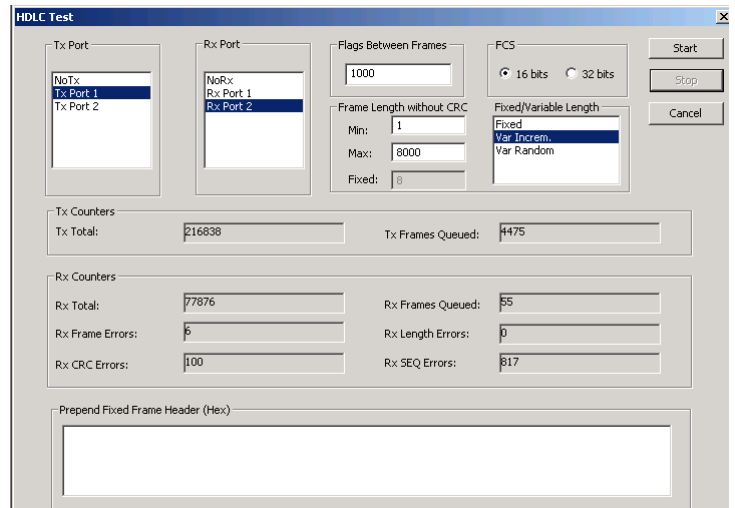 HDLC Test
Tx Port
NoTx
Tx Port 1
Tx Port 2
Rx Port
NoRx
Rx Port 1
Rx Port 2
Flags Between Frames
1000
FCS
16 bits 32 bits
Start
Stop
Cancel
Frame Length without CRC
Min: 1
Max: 8000
Fixed: 8
Fixed/Variable Length
Fixed
Var Increm.
Var Random
Tx Counters
Tx Total: 216838 Tx Frames Queued: 4475
Rx Counters
Rx Total: 77876 Rx Frames Queued: 55
Rx Frame Errors: 6 Rx Length Errors: 0
Rx CRC Errors: 100 Rx SEQ Errors: 817
Prepend Fixed Frame Header (Hex)